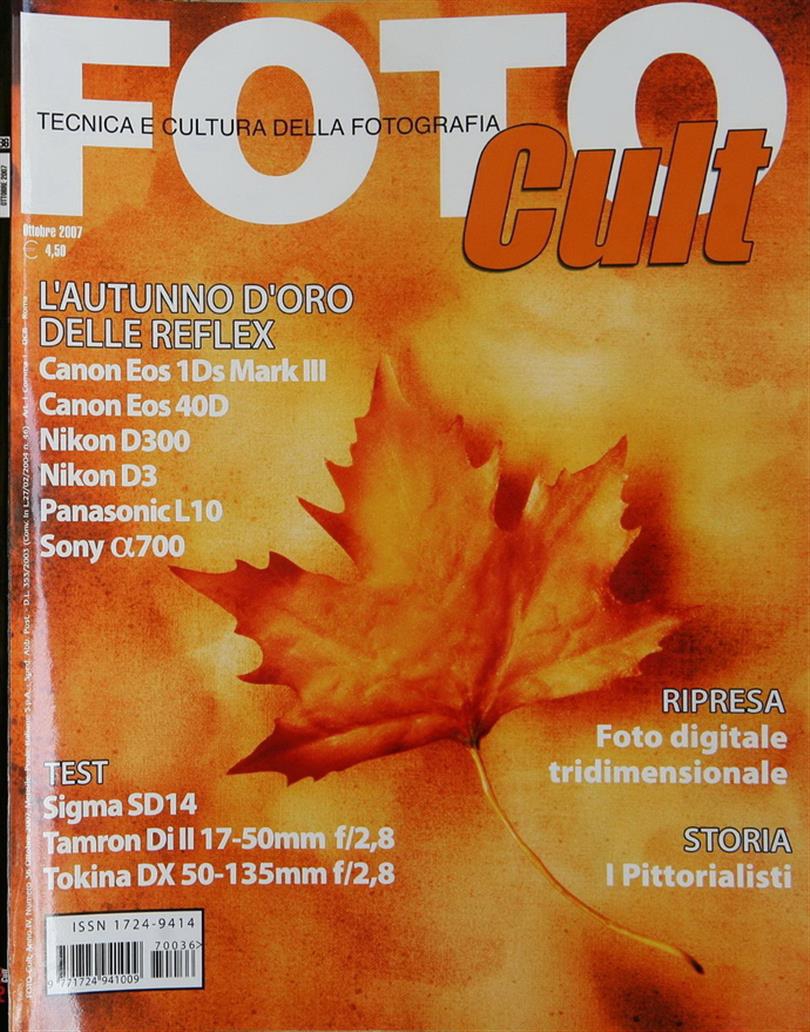 FOTO
TECNICA E CULTURA DELLA FOTOGRAFIA
Cult
Ottobre 2007
€ 4,50
L'AUTUNNO D'ORO
DELLE REFLEX
Canon Eos 1Ds Mark III
Canon Eos 40D
Nikon D300
Nikon D3
Panasonic L10
Sony α700
RIPRESA
Foto digitale
tridimensionale
TEST
Sigma SD14
Tamron Di II 17-50mm f/2,8
Tokina DX 50-135mm f/2,8
STORIA
I Pittorialisti
ISSN 1724-9414
70036>
9 771724 941009
OTTOBRE 2007